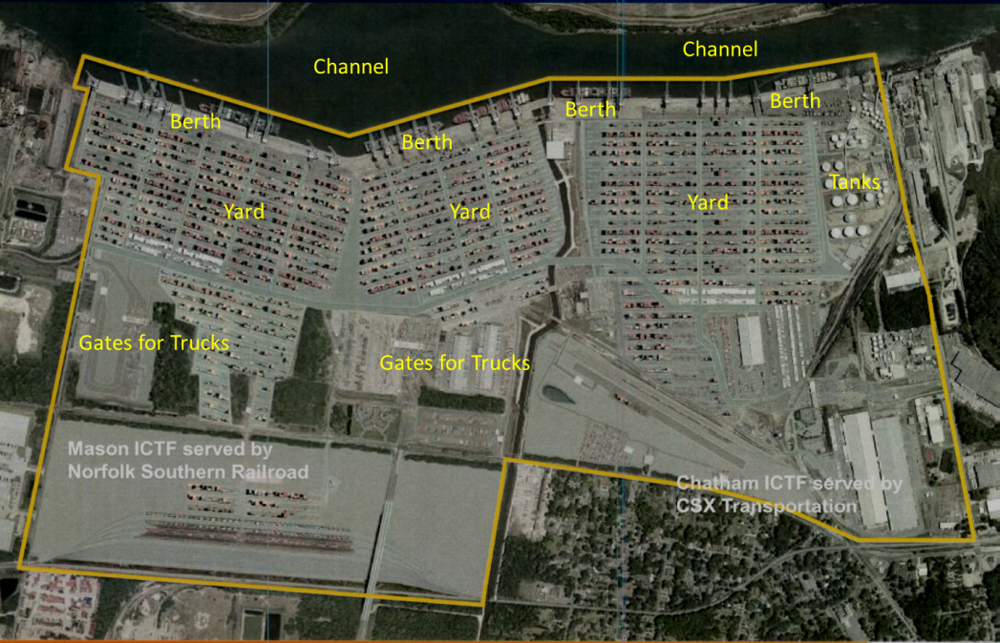 Channel
Channel
Berth
Berth
Berth
Berth
Yard
Yard
Yard
Tanks
Gates for Trucks
Gates for Trucks
Mason ICTF served by
Norfolk Southern Railroad
Chatham ICTF served by
CSX Transportation